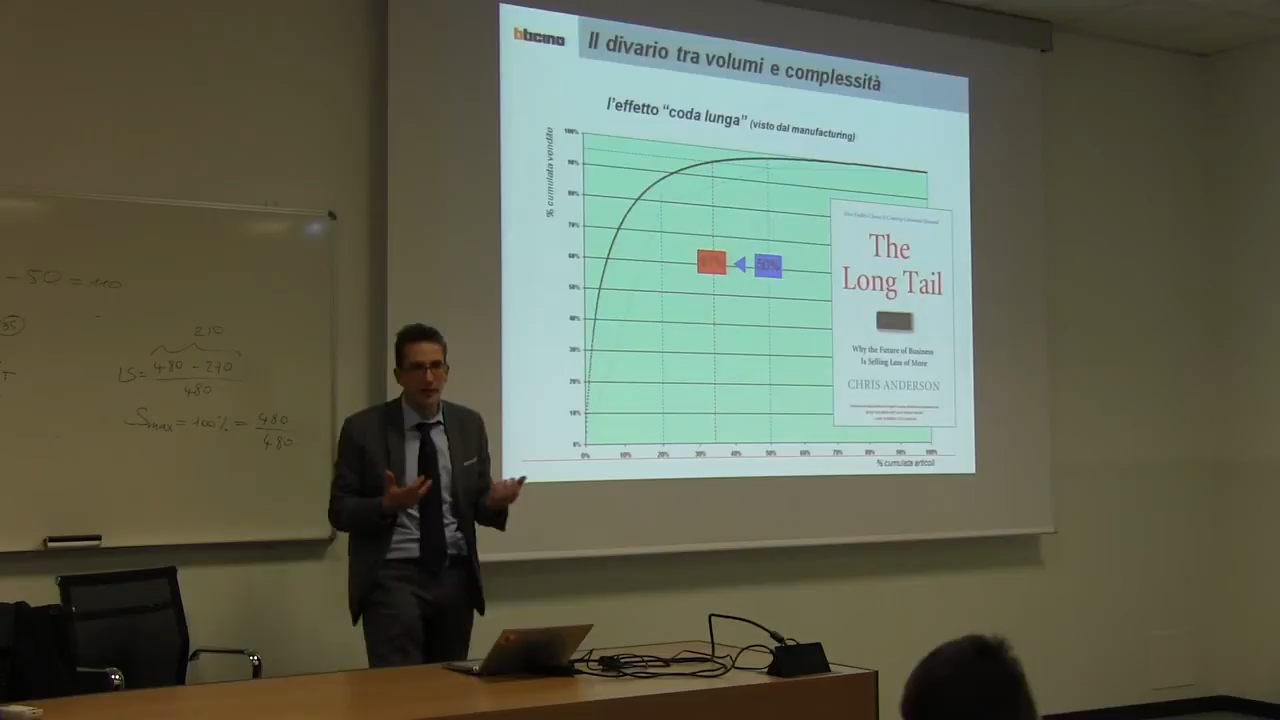 bticino
Il divario tra volumi e complessità
l'effetto "coda lunga" (visto dal manufacturing)
% cumulata venduto
100%
90%
80%
70%
60%
50%
40%
30%
20%
10%
0%
0% 10% 20% 30% 40% 50% 60% 70% 80% 90% 100%
% cumulata articoli
50%
The
Long Tail
Why the Future of Business
Is Selling Less of More
CHRIS ANDERSON
- 50 = 110
210
LS = 480 - 270
480
Smax = 100% = 480
480